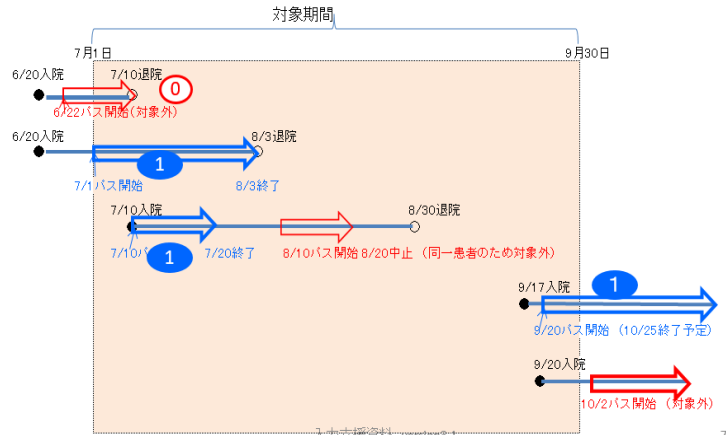 対象期間
7月1日
9月30日
6/20入院
7/10退院
0
6/22パス開始(対象外)
6/20入院
8/3退院
1
7/1パス開始
8/3終了
7/10入院
8/30退院
7/10パ
1
7/20終了
8/10パス開始 8/20中止 (同一患者のため対象外)
9/17入院
1
9/20パス開始 (10/25終了予定)
9/20入院
10/2パス開始 (対象外)